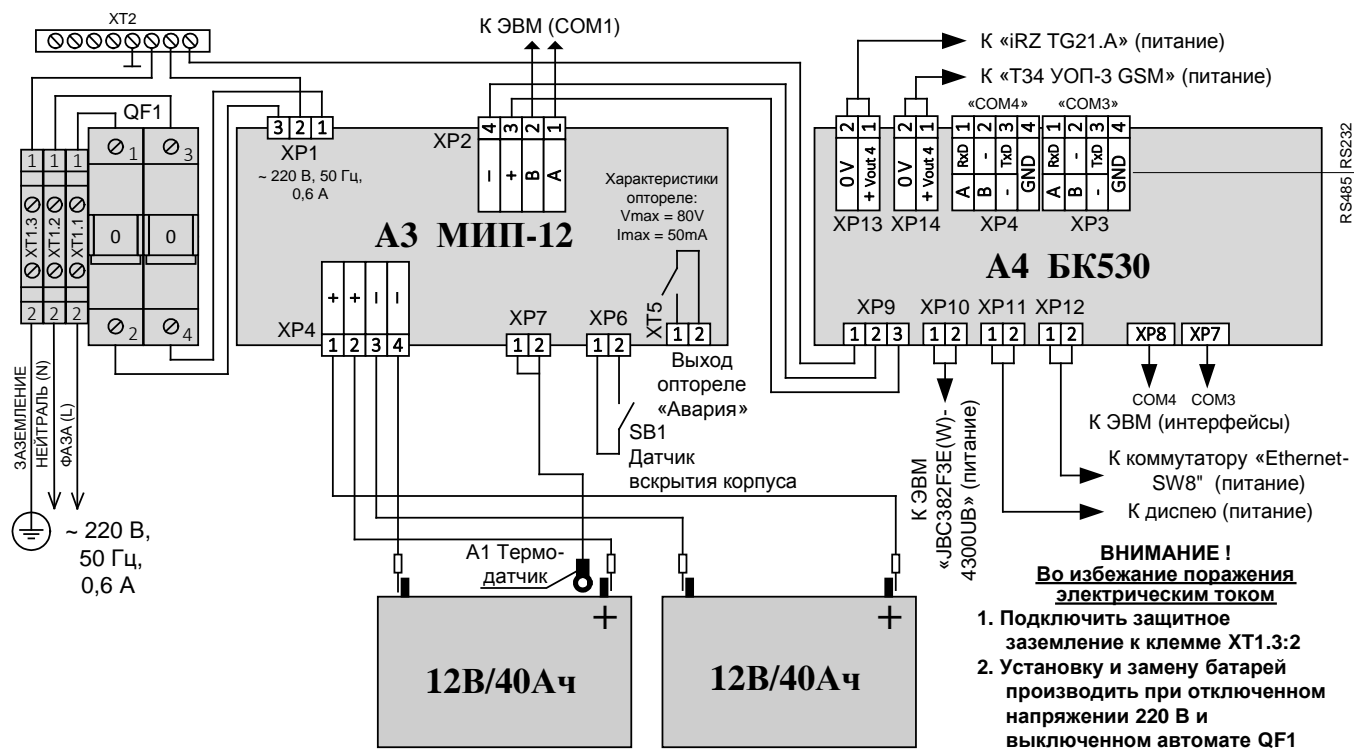 XT2
К ЭВМ (COM1)
К «iRZ TG21.A» (питание)
К «Т34 УОП-3 GSM» (питание)
«COM4» «COM3»
QF1
1 1 1
XT1.3 XT1.2 XT1.1
2 2 2
1 3
0 0
2 4
3 2 1
XP1
~ 220 В, 50 Гц,
0,6 А
XP2
4 3 2 1
– + B A
Характеристики
оптореле:
Vmax = 80V
Imax = 50mA
А3 МИП-12
+ + – –
XP4
1 2 3 4
XP7
1 2
XP6
1 2
XT5
1 2
Выход
оптореле
«Авария»
SB1
Датчик
вскрытия корпуса
2 1
0 V + Vout 4
XP13
2 1
0 V + Vout 4
XP14
1 2 3 4
RxD - TxD GND
A B -
XP4
1 2 3 4
RxD - TxD GND
A B -
XP3
RS485 RS232
А4 БК530
XP9 XP10 XP11 XP12
1 2 3 1 2 1 2 1 2
XP8 XP7
COM4 COM3
К ЭВМ (интерфейсы)
К коммутатору «Ethernet-
SW8" (питание)
К диспею (питание)
К ЭВМ
«JBC382F3E(W)-
4300UB» (питание)
ЗАЗЕМЛЕНИЕ
НЕЙТРАЛЬ (N)
ФАЗА (L)
~ 220 В,
50 Гц,
0,6 А
А1 Термо-
датчик
+
12В/40Ач
+
12В/40Ач
ВНИМАНИЕ !
Во избежание поражения
электрическим током
1. Подключить защитное
заземление к клемме XT1.3:2
2. Установку и замену батарей
производить при отключенном
напряжении 220 В и
выключенном автомате QF1